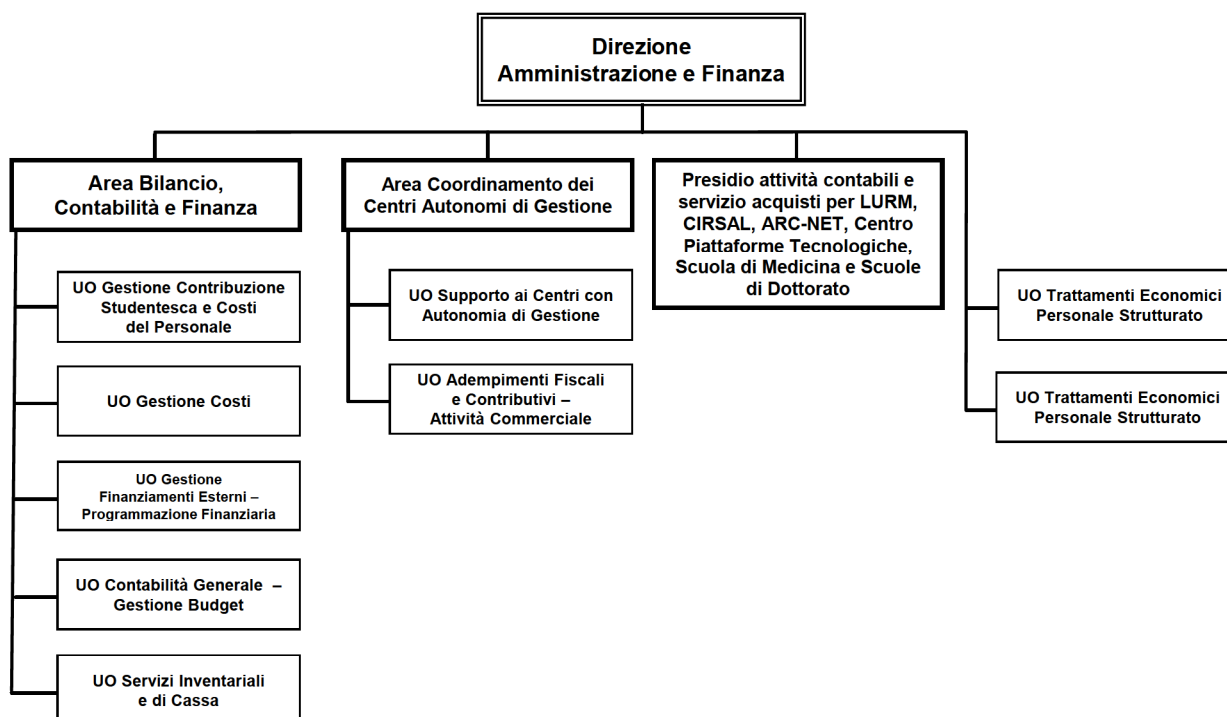 Direzione
Amministrazione e Finanza
Area Bilancio,
Contabilità e Finanza
UO Gestione Contribuzione
Studentesca e Costi
del Personale
UO Gestione Costi
UO Gestione
Finanziamenti Esterni –
Programmazione Finanziaria
UO Contabilità Generale –
Gestione Budget
UO Servizi Inventariali
e di Cassa
Area Coordinamento dei
Centri Autonomi di Gestione
UO Supporto ai Centri con
Autonomia di Gestione
UO Adempimenti Fiscali
e Contributivi –
Attività Commerciale
Presidio attività contabili e
servizio acquisti per LURM,
CIRSAL, ARC-NET, Centro
Piattaforme Tecnologiche,
Scuola di Medicina e Scuole
di Dottorato
UO Trattamenti Economici
Personale Strutturato
UO Trattamenti Economici
Personale Strutturato